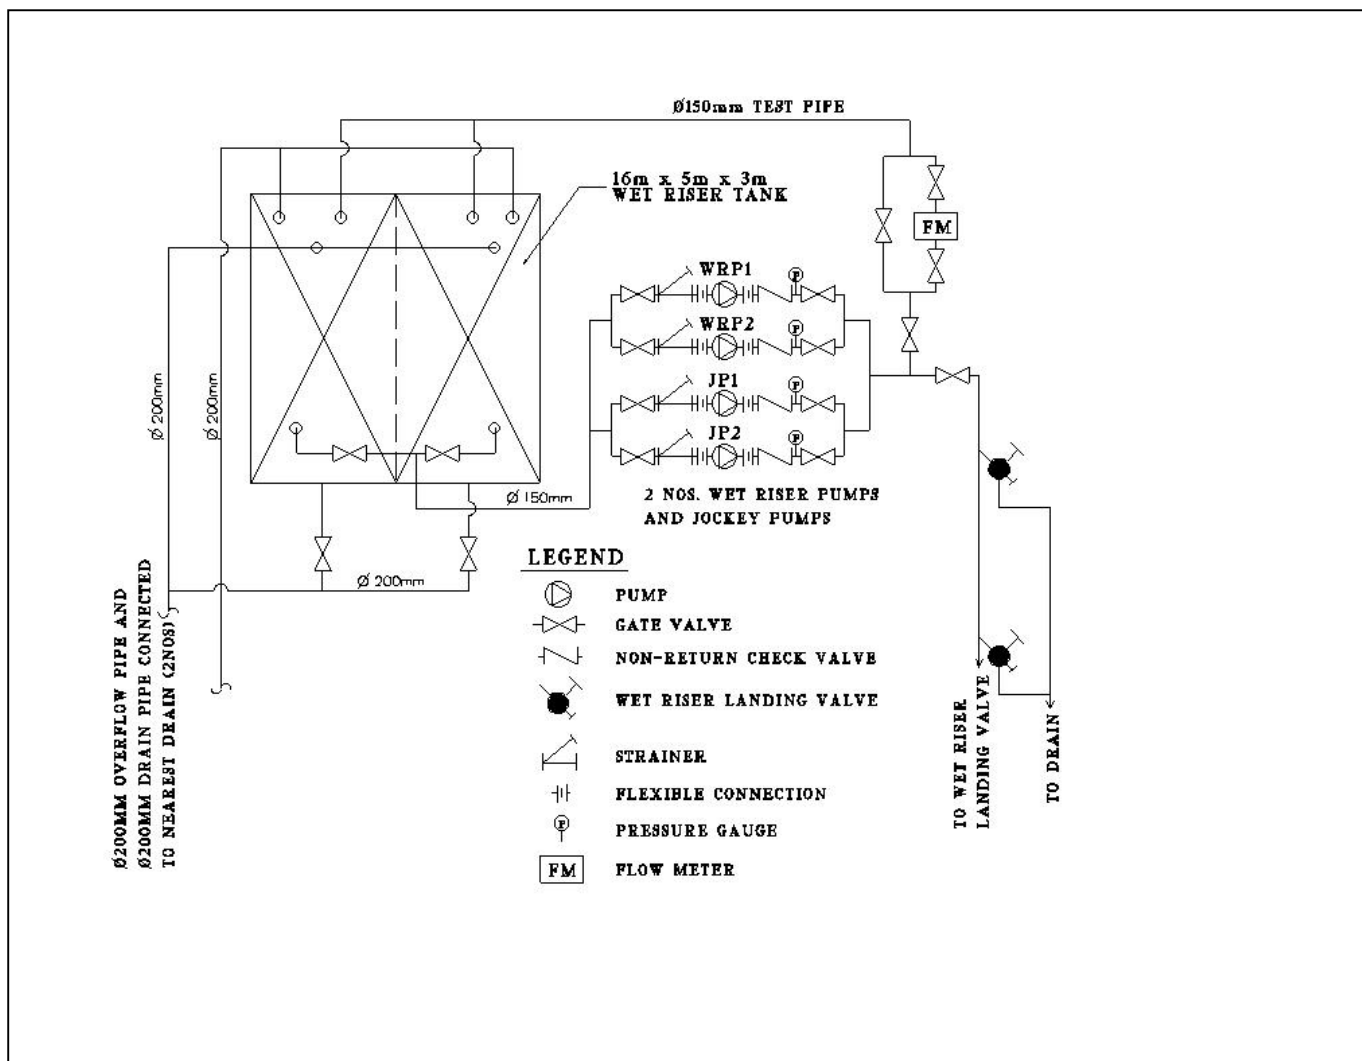 Ø150mm TEST PIPE
16m x 5m x 3m
WET RISER TANK
FM
WRP1
P
WRP2
P
JP1
P
JP2
P
Ø 200mm
Ø 200mm
Ø 150mm
2 NOS. WET RISER PUMPS
AND JOCKEY PUMPS
Ø 200mm
LEGEND
PUMP
GATE VALVE
NON-RETURN CHECK VALVE
WET RISER LANDING VALVE
STRAINER
FLEXIBLE CONNECTION
P
PRESSURE GAUGE
FM
FLOW METER
Ø200MM OVERFLOW PIPE AND
Ø200MM DRAIN PIPE CONNECTED
TO NEAREST DRAIN (2NOS)
TO WET RISER
LANDING VALVE
TO DRAIN